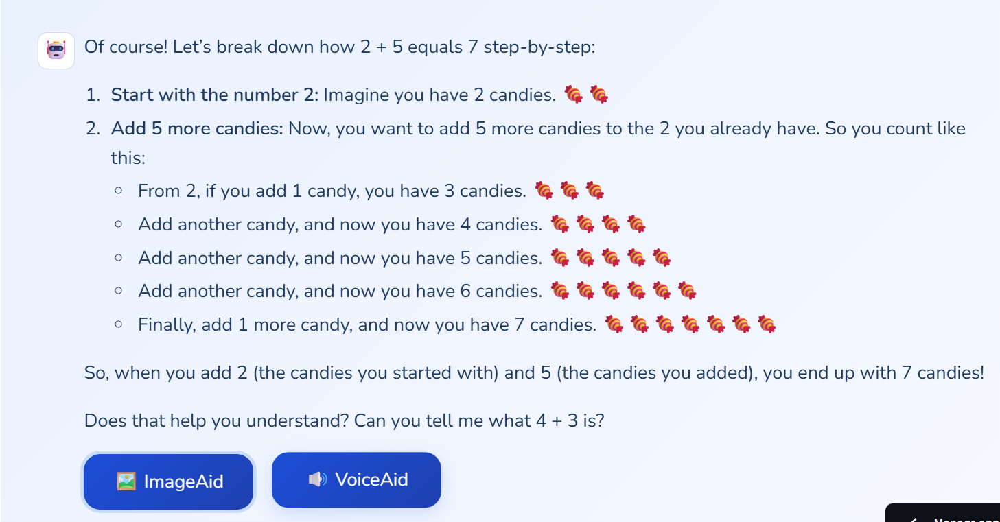 Of course! Let's break down how 2 + 5 equals 7 step-by-step:
1. Start with the number 2: Imagine you have 2 candies. 🍬 🍬
2. Add 5 more candies: Now, you want to add 5 more candies to the 2 you already have. So you count like
this:
○ From 2, if you add 1 candy, you have 3 candies. 🍬 🍬 🍬
○ Add another candy, and now you have 4 candies. 🍬 🍬 🍬 🍬
○ Add another candy, and now you have 5 candies. 🍬 🍬 🍬 🍬 🍬
○ Add another candy, and now you have 6 candies. 🍬 🍬 🍬 🍬 🍬 🍬
○ Finally, add 1 more candy, and now you have 7 candies. 🍬 🍬 🍬 🍬 🍬 🍬 🍬
So, when you add 2 (the candies you started with) and 5 (the candies you added), you end up with 7 candies!
Does that help you understand? Can you tell me what 4 + 3 is?
🖼️ ImageAid
🔊 VoiceAid